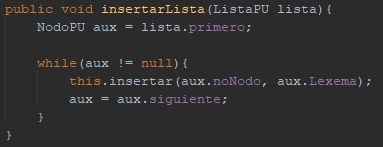 public void insertarLista(ListaPU lista){
    NodoPU aux = lista.primero;
    while(aux != null){
        this.insertar(aux.noNodo, aux.Lexema);
        aux = aux.siguiente;
    }
}